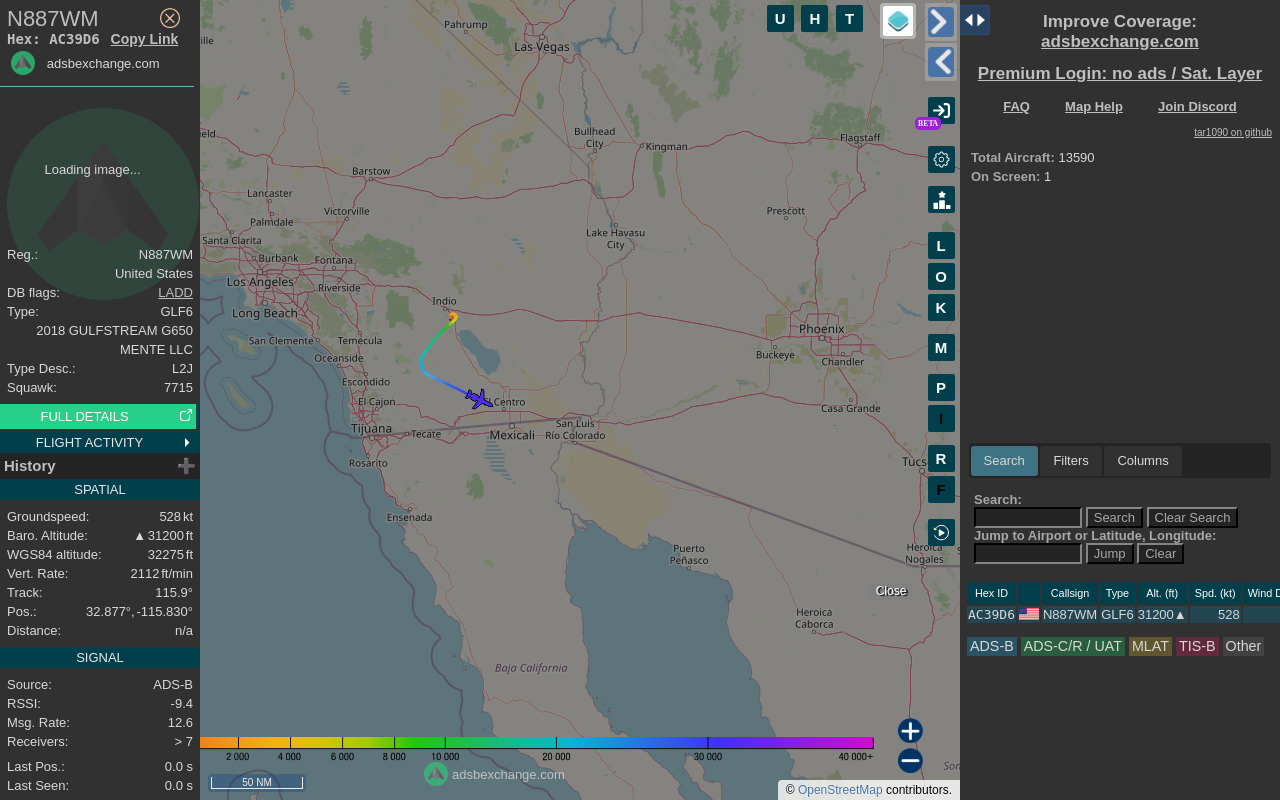 N887WM
Hex: AC39D6 Copy Link
adsbexchange.com
Loading image...
Reg.: N887WM
United States
DB flags: LADD
Type: GLF6
2018 GULFSTREAM G650
MENTE LLC
Type Desc.: L2J
Squawk: 7715
FULL DETAILS
FLIGHT ACTIVITY
History
SPATIAL
Groundspeed: 528 kt
Baro. Altitude: ▲ 31200 ft
WGS84 altitude: 32275 ft
Vert. Rate: 2112 ft/min
Track: 115.9°
Pos.: 32.877°, -115.830°
Distance: n/a
SIGNAL
Source: ADS-B
RSSI: -9.4
Msg. Rate: 12.6
Receivers: > 7
Last Pos.: 0.0 s
Last Seen: 0.0 s
Pahrump
Las Vegas
ville
field
Bullhead
City
Kingman
Flagstaff
Barstow
Lancaster
Victorville
Palmdale
Prescott
Santa Clarita
Lake Havasu
City
Burbank
Fontana
Los Angeles
Riverside
Indio
Long Beach
Phoenix
San Clemente
Temecula
Buckeye
Chandler
Oceanside
Escondido
El Cajon
El Centro
Casa Grande
Tijuana
Tecate
Mexicali
San Luis
Río Colorado
Rosarito
Tucs
Ensenada
Puerto
Peñasco
Heroica
Nogales
Heroica
Caborca
Baja California
Son
Close
U H T
BETA
L
O
K
M
P
I
R
F
2 000 4 000 6 000 8 000 10 000 20 000 30 000 40 000+
50 NM
adsbexchange.com
© OpenStreetMap contributors.
Improve Coverage:
adsbexchange.com
Premium Login: no ads / Sat. Layer
FAQ Map Help Join Discord
tar1090 on github
Total Aircraft: 13590
On Screen: 1
Search Filters Columns
Search:
Search Clear Search
Jump to Airport or Latitude, Longitude:
Jump Clear
Hex ID Callsign Type Alt. (ft) Spd. (kt) Wind D
AC39D6 N887WM GLF6 31200▲ 528
ADS-B ADS-C/R / UAT MLAT TIS-B Other